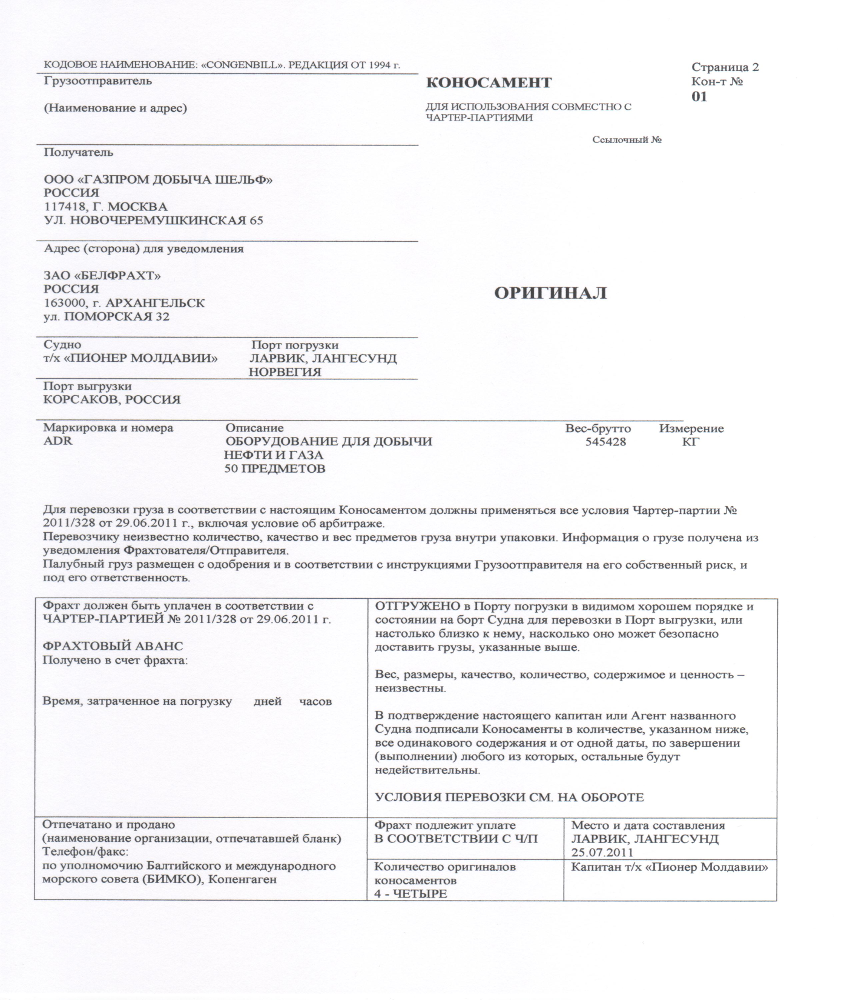 КОДОВОЕ НАИМЕНОВАНИЕ: «CONGENBILL». РЕДАКЦИЯ ОТ 1994 г.
Страница 2
Кон-т №
01
Грузоотправитель
(Наименование и адрес)
КОНОСАМЕНТ
ДЛЯ ИСПОЛЬЗОВАНИЯ СОВМЕСТНО С
ЧАРТЕР-ПАРТИЯМИ
Ссылочный №
Получатель
ООО «ГАЗПРОМ ДОБЫЧА ШЕЛЬФ»
РОССИЯ
117418, Г. МОСКВА
УЛ. НОВОЧЕРЕМУШКИНСКАЯ 65
Адрес (сторона) для уведомления
ЗАО «БЕЛФРАХТ»
РОССИЯ
163000, г. АРХАНГЕЛЬСК
ул. ПОМОРСКАЯ 32
ОРИГИНАЛ
Судно Порт погрузки
т/х «ПИОНЕР МОЛДАВИИ» ЛАРВИК, ЛАНГЕСУНД
НОРВЕГИЯ
Порт выгрузки
КОРСАКОВ, РОССИЯ
Маркировка и номера Описание Вес-брутто Измерение
ADR ОБОРУДОВАНИЕ ДЛЯ ДОБЫЧИ 545428 КГ
НЕФТИ И ГАЗА
50 ПРЕДМЕТОВ
Для перевозки груза в соответствии с настоящим Коносаментом должны применяться все условия Чартер-партии №
2011/328 от 29.06.2011 г., включая условие об арбитраже.
Перевозчику неизвестно количество, качество и вес предметов груза внутри упаковки. Информация о грузе получена из
уведомления Фрахтователя/Отправителя.
Палубный груз размещен с одобрения и в соответствии с инструкциями Грузоотправителя на его собственный риск, и
под его ответственность.
Фрахт должен быть уплачен в соответствии с
ЧАРТЕР-ПАРТИЕЙ № 2011/328 от 29.06.2011 г.
ФРАХТОВЫЙ АВАНС
Получено в счет фрахта:
Время, затраченное на погрузку дней часов
ОТГРУЖЕНО в Порту погрузки в видимом хорошем порядке и
состоянии на борт Судна для перевозки в Порт выгрузки, или
настолько близко к нему, насколько оно может безопасно
доставить грузы, указанные выше.
Вес, размеры, качество, количество, содержимое и ценность –
неизвестны.
В подтверждение настоящего капитан или Агент названного
Судна подписали Коносаменты в количестве, указанном ниже,
все одинакового содержания и от одной даты, по завершении
(выполнении) любого из которых, остальные будут
недействительны.
УСЛОВИЯ ПЕРЕВОЗКИ СМ. НА ОБОРОТЕ
Отпечатано и продано
(наименование организации, отпечатавшей бланк)
Телефон/факс:
по уполномочию Балтийского и международного
морского совета (БИМКО), Копенгаген
Фрахт подлежит уплате
В СООТВЕТСТВИИ С Ч/П
Место и дата составления
ЛАРВИК, ЛАНГЕСУНД
25.07.2011
Количество оригиналов
коносаментов
4 - ЧЕТЫРЕ
Капитан т/х «Пионер Молдавии»